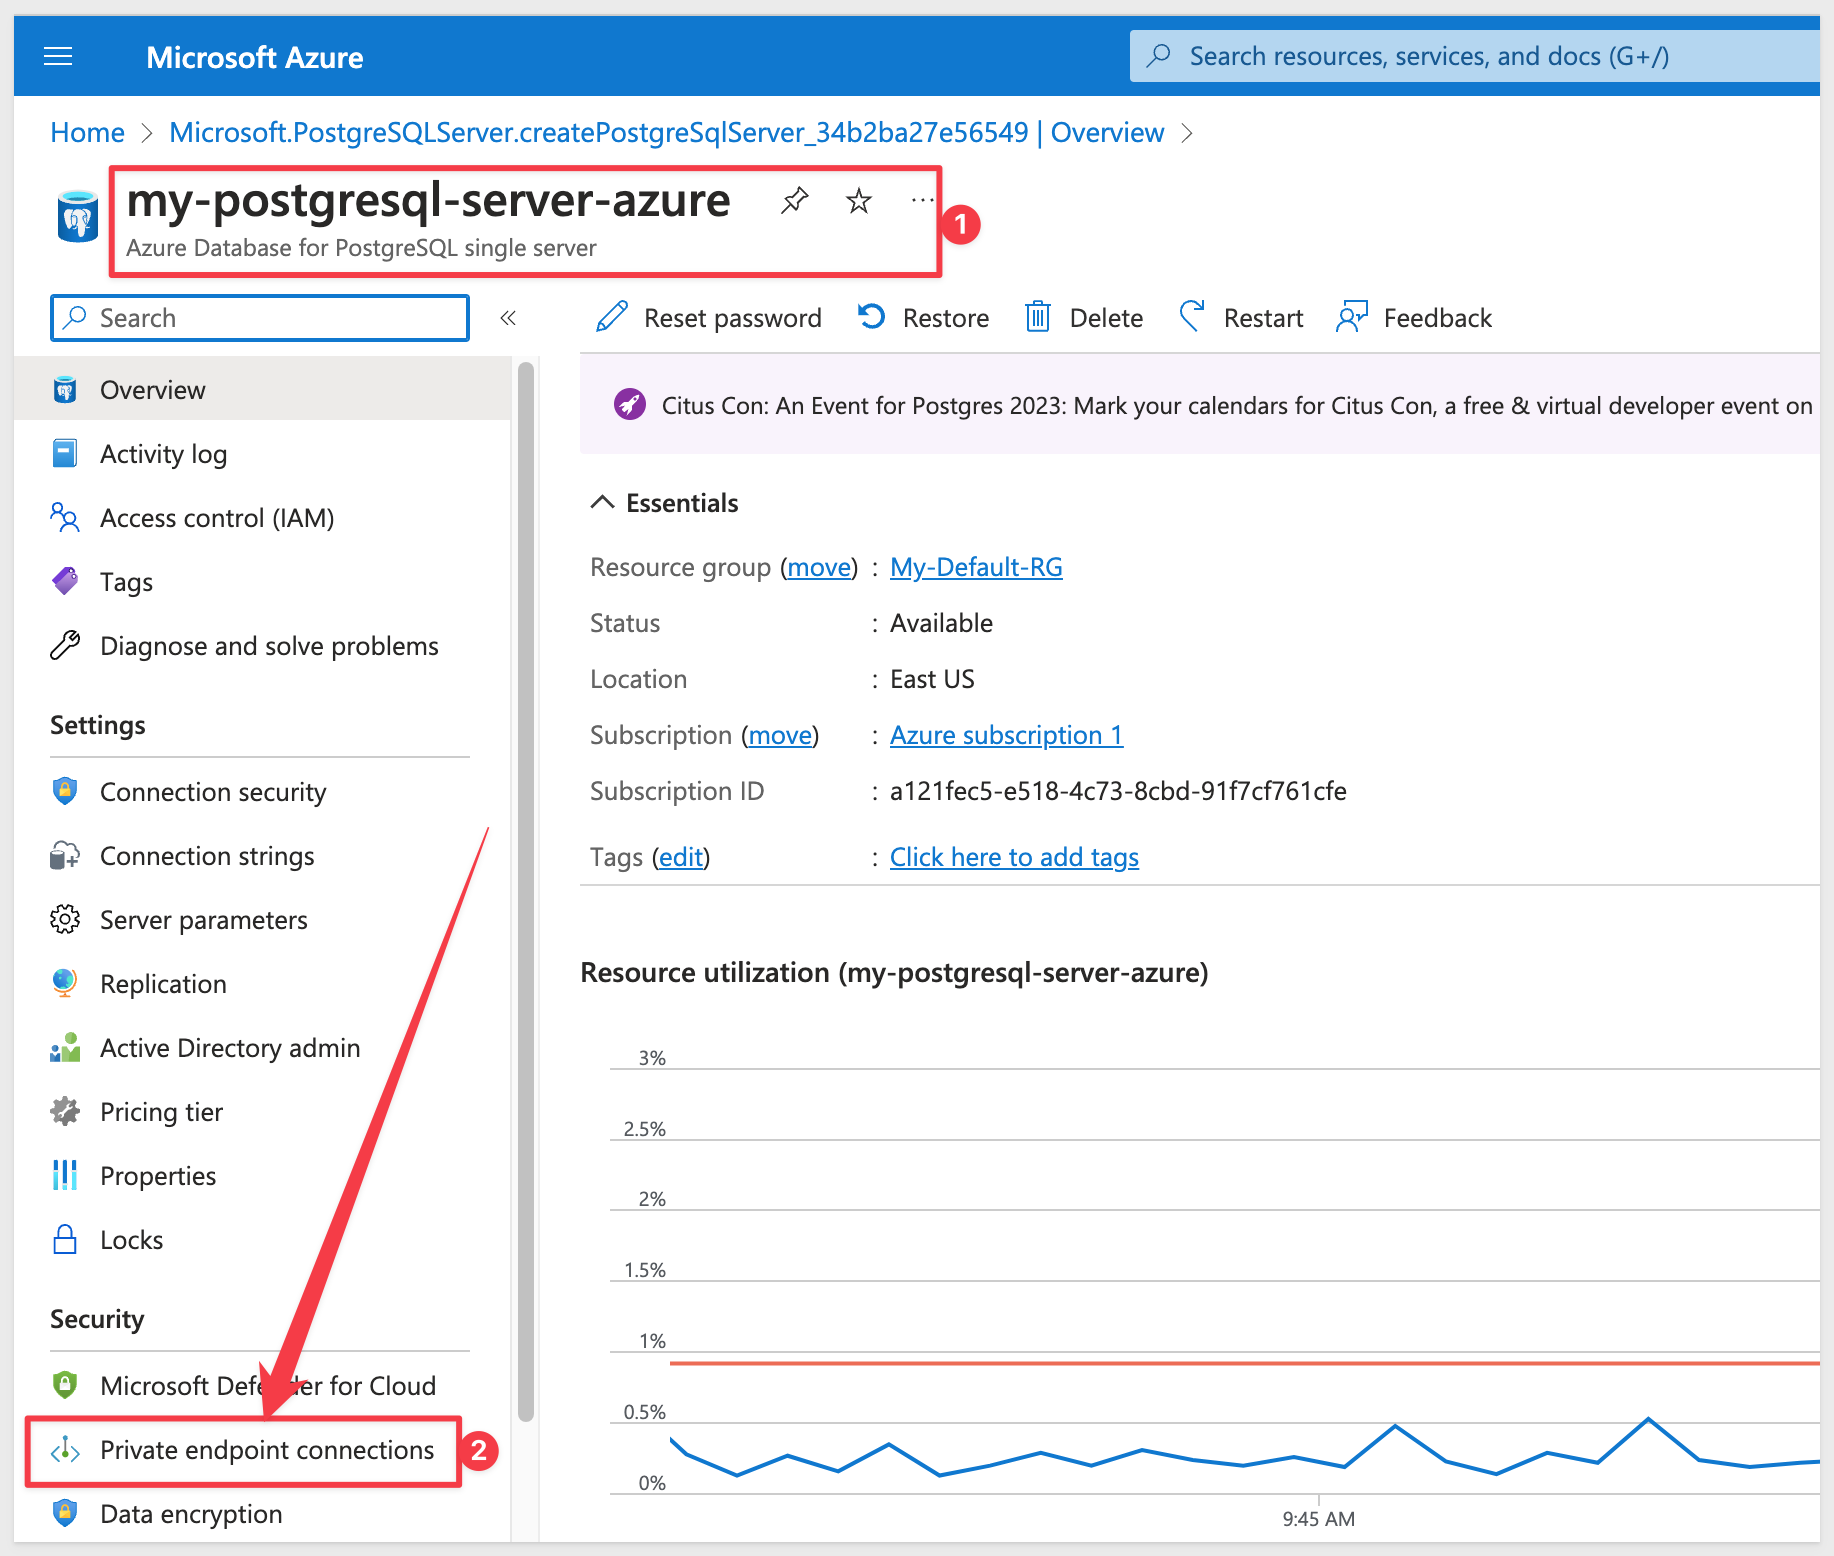 Microsoft Azure
Search resources, services, and docs (G+/)
Home > Microsoft.PostgreSQLServer.createPostgreSqlServer_34b2ba27e56549 | Overview >
my-postgresql-server-azure ...
1
Azure Database for PostgreSQL single server
Search «
Reset password Restore Delete Restart Feedback
Overview
Activity log
Access control (IAM)
Tags
Diagnose and solve problems
Settings
Connection security
Connection strings
Server parameters
Replication
Active Directory admin
Pricing tier
Properties
Locks
Security
Microsoft Defender for Cloud
Private endpoint connections
2
Data encryption
Citus Con: An Event for Postgres 2023: Mark your calendars for Citus Con, a free & virtual developer event on
Essentials
Resource group (move) : My-Default-RG
Status : Available
Location : East US
Subscription (move) : Azure subscription 1
Subscription ID : a121fec5-e518-4c73-8cbd-91f7cf761cfe
Tags (edit) : Click here to add tags
Resource utilization (my-postgresql-server-azure)
3%
2.5%
2%
1.5%
1%
0.5%
0%
9:45 AM